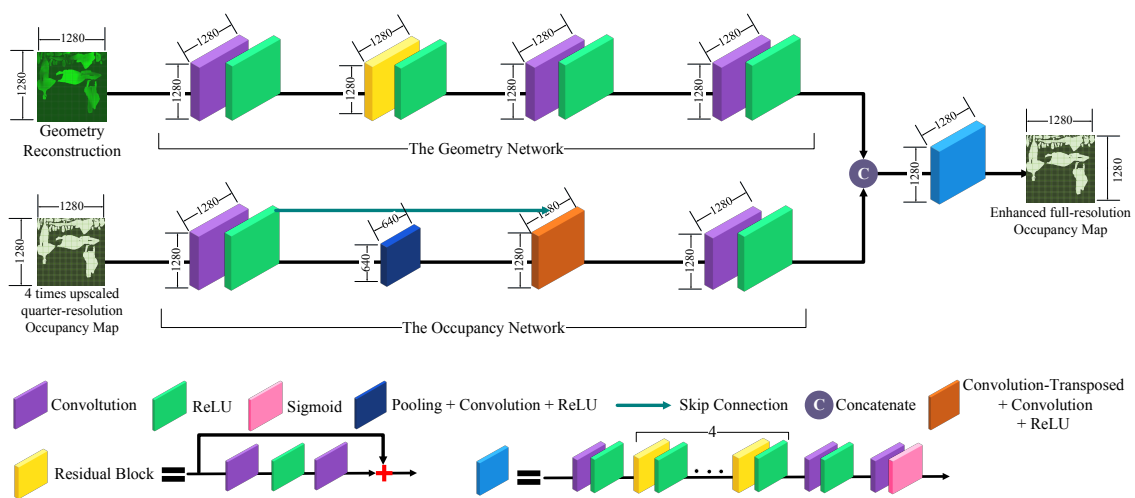 1280
1280
1280
1280
1280
1280
1280
1280
1280
1280
Geometry
Reconstruction
The Geometry Network
C
1280
1280
1280
1280
Enhanced full-resolution
Occupancy Map
1280
1280
4 times upscaled
quarter-resolution
Occupancy Map
1280
1280
640
640
1280
1280
1280
1280
The Occupancy Network
Convoltution
ReLU
Sigmoid
Pooling + Convolution + ReLU
Skip Connection
C
Concatenate
Convolution-Transposed
+ Convolution
+ ReLU
Residual Block
=
+
=
4
. . .